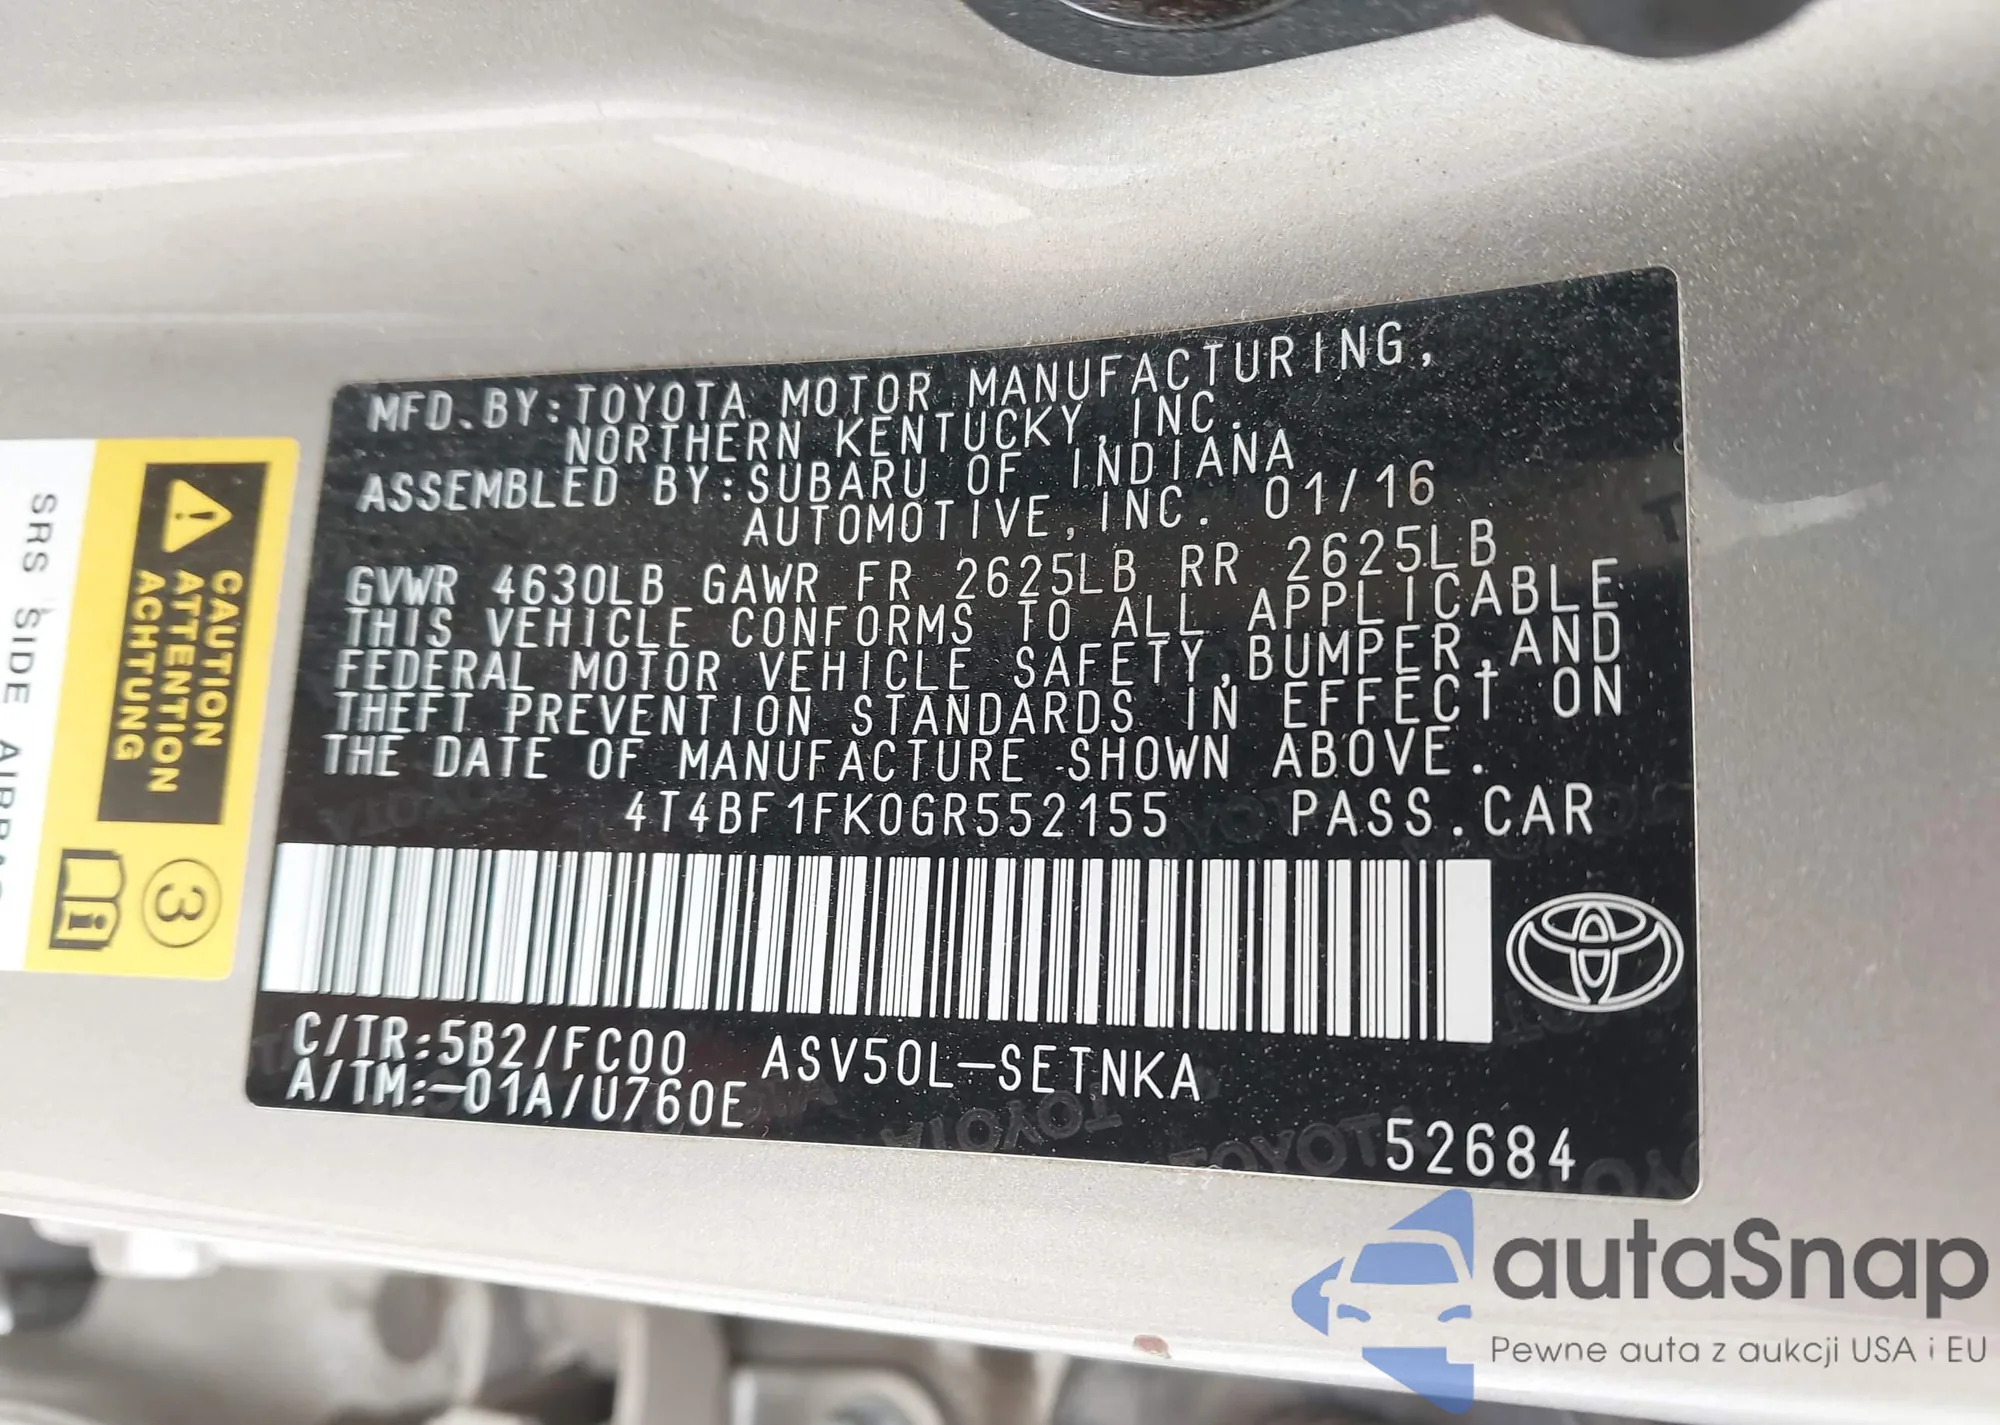 MFD.BY:TOYOTA MOTOR MANUFACTURING,
NORTHERN KENTUCKY, INC.
ASSEMBLED BY:SUBARU OF INDIANA
AUTOMOTIVE, INC. 01/16
GVWR 4630LB GAWR FR 2625LB RR 2625LB
THIS VEHICLE CONFORMS TO ALL APPLICABLE
FEDERAL MOTOR VEHICLE SAFETY,BUMPER,AND
THEFT PREVENTION STANDARDS IN EFFECT ON
THE DATE OF MANUFACTURE SHOWN ABOVE.
4T4BF1FK0GR552155 PASS.CAR
C/TR:5B2/FC00 ASV50L-SETNKA
A/TM:-01A/U760E
52684
CAUTION
ATTENTION
ACHTUNG
3
SRS SIDE
autaSnap
Pewne auta z aukcji USA i EU